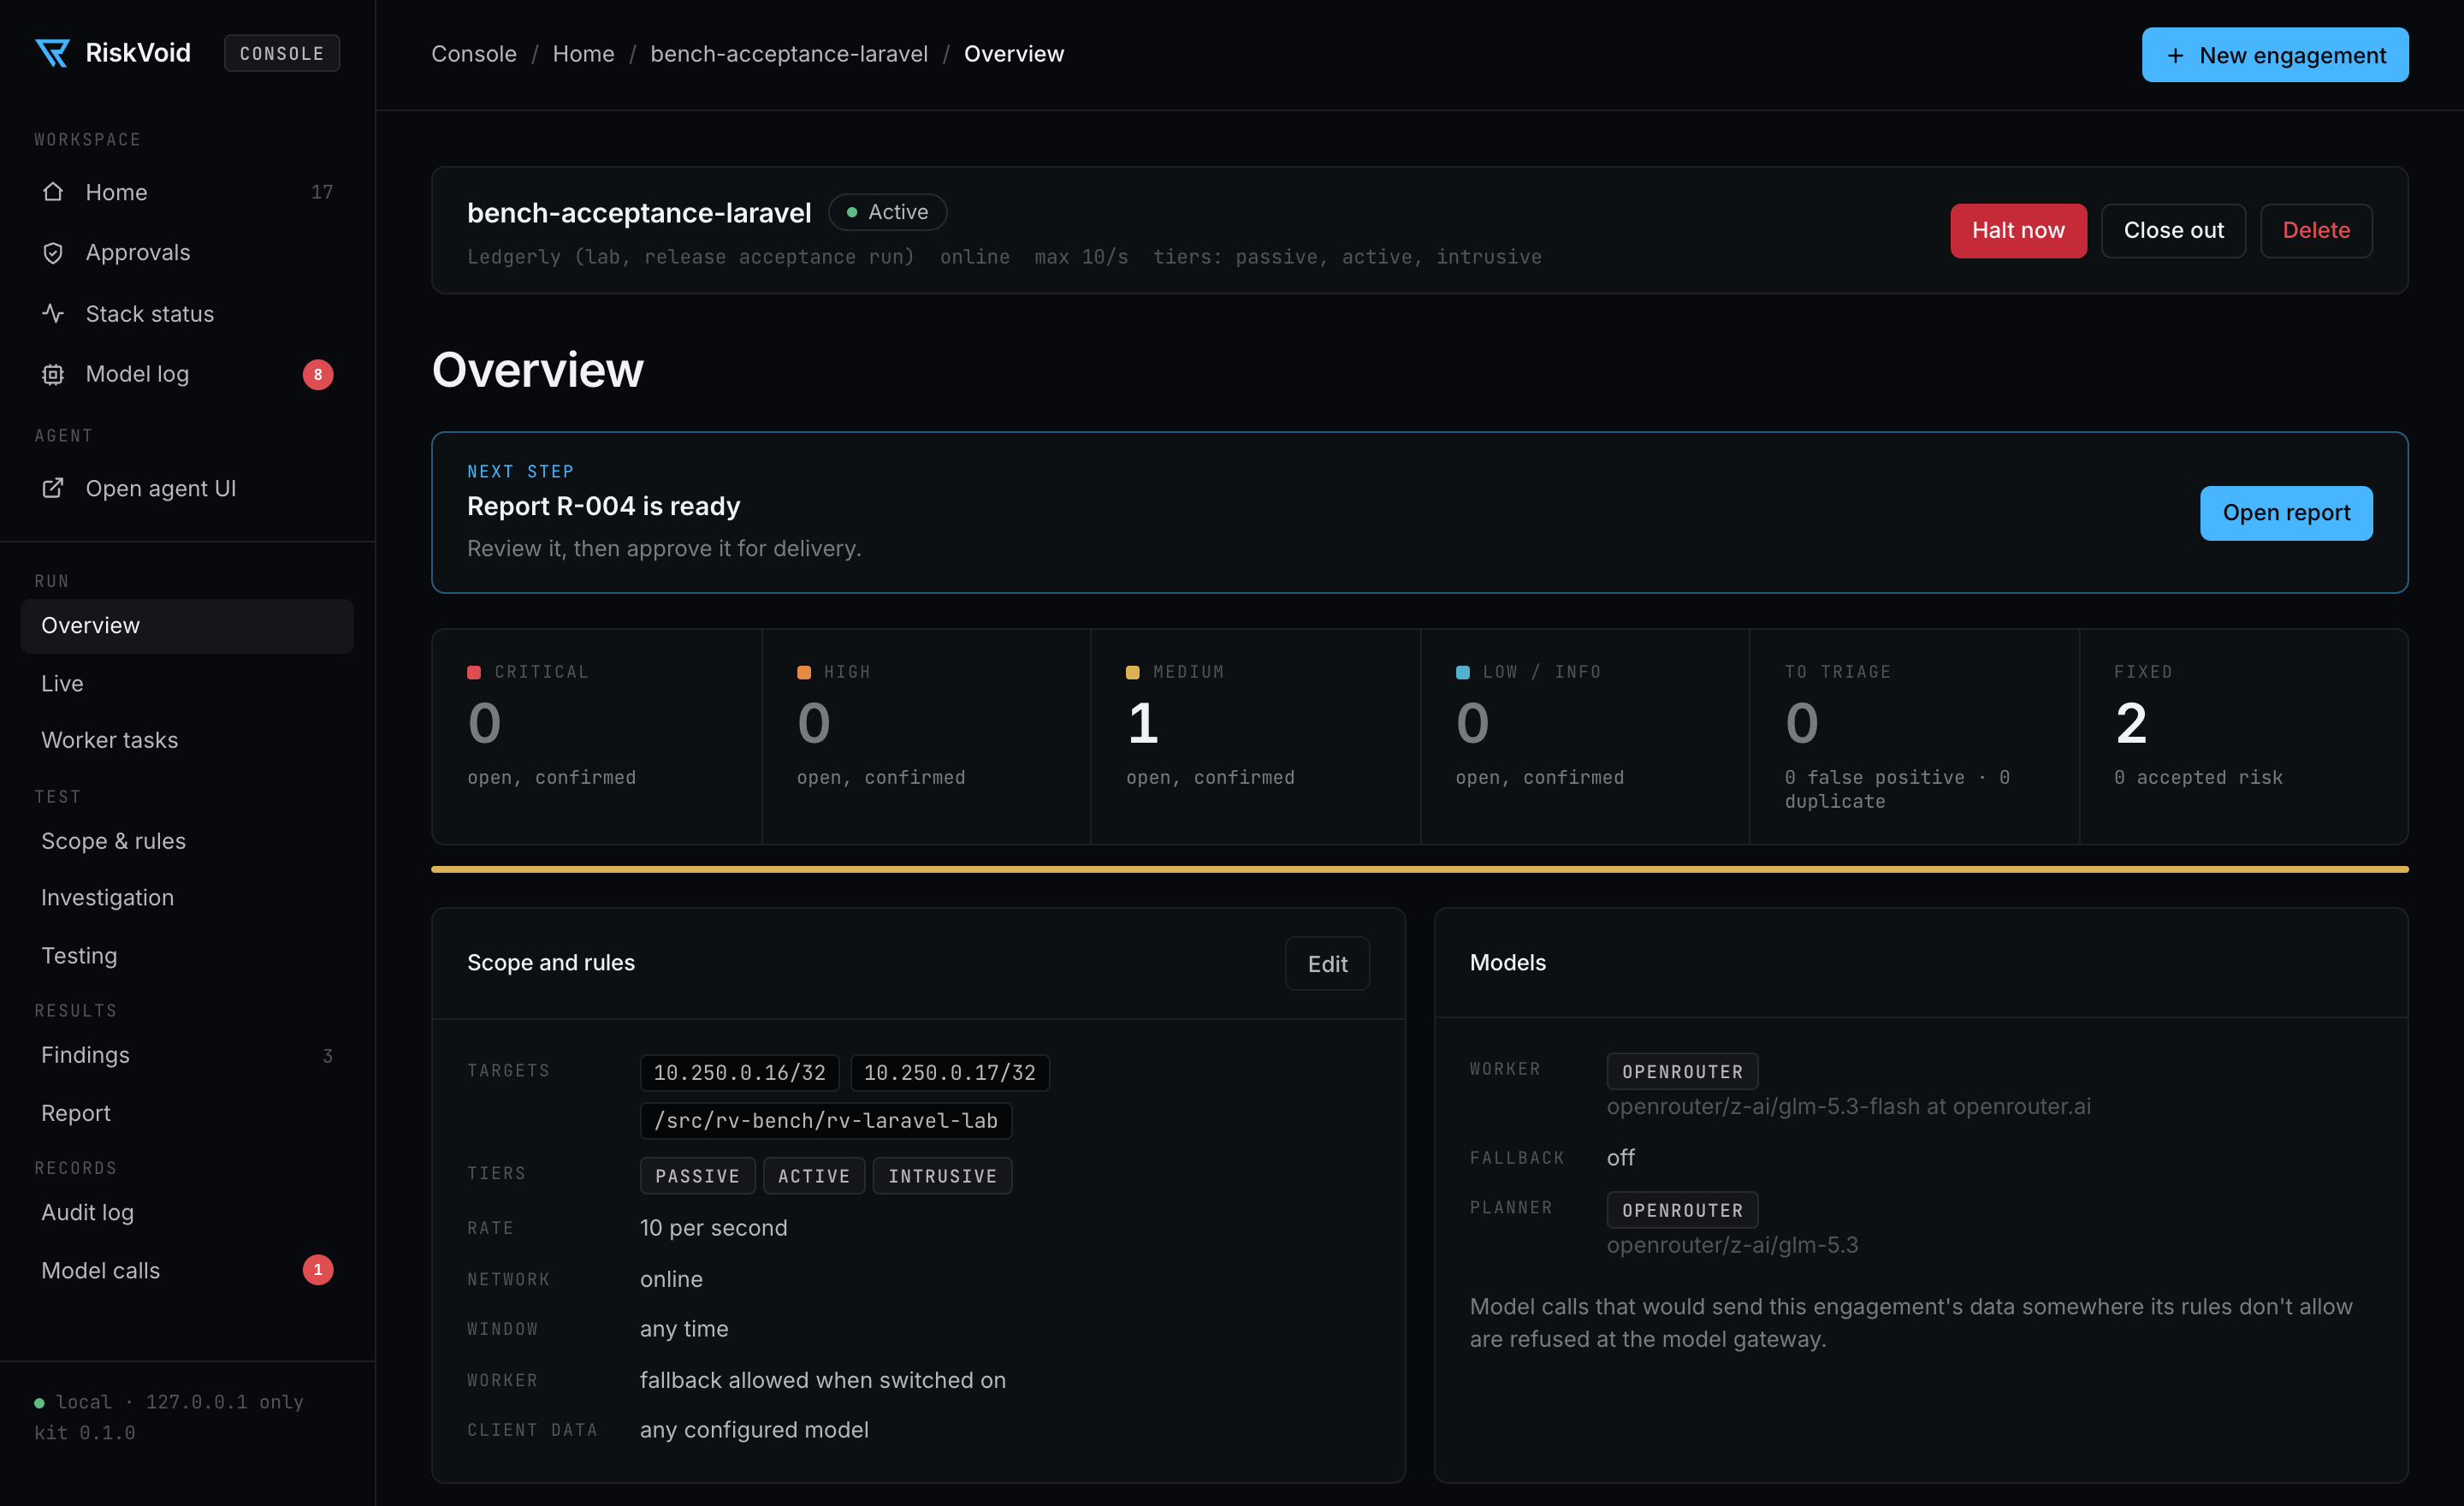 RiskVoid CONSOLE
WORKSPACE
Home 17
Approvals
Stack status
Model log 8
AGENT
Open agent UI
RUN
Overview
Live
Worker tasks
TEST
Scope & rules
Investigation
Testing
RESULTS
Findings 3
Report
RECORDS
Audit log
Model calls 1
local · 127.0.0.1 only
kit 0.1.0
Console / Home / bench-acceptance-laravel / Overview
+ New engagement
bench-acceptance-laravel Active
Ledgerly (lab, release acceptance run) online max 10/s tiers: passive, active, intrusive
Halt now Close out Delete
Overview
NEXT STEP
Report R-004 is ready
Review it, then approve it for delivery.
Open report
CRITICAL
0
open, confirmed
HIGH
0
open, confirmed
MEDIUM
1
open, confirmed
LOW / INFO
0
open, confirmed
TO TRIAGE
0
0 false positive · 0
duplicate
FIXED
2
0 accepted risk
Scope and rules Edit
TARGETS 10.250.0.16/32 10.250.0.17/32
/src/rv-bench/rv-laravel-lab
TIERS PASSIVE ACTIVE INTRUSIVE
RATE 10 per second
NETWORK online
WINDOW any time
WORKER fallback allowed when switched on
CLIENT DATA any configured model
Models
WORKER OPENROUTER
openrouter/z-ai/glm-5.3-flash at openrouter.ai
FALLBACK off
PLANNER OPENROUTER
openrouter/z-ai/glm-5.3
Model calls that would send this engagement's data somewhere its rules don't allow
are refused at the model gateway.